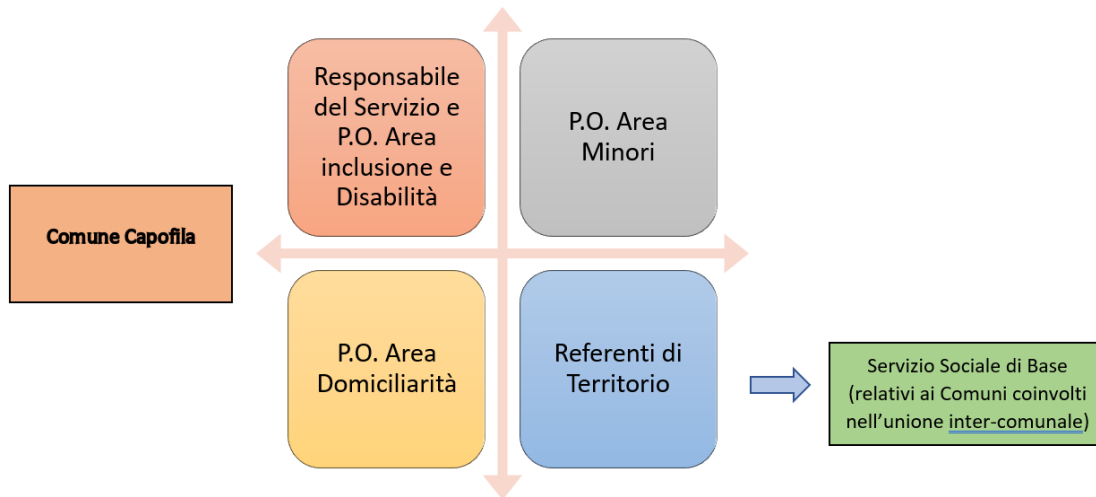 Responsabile
del Servizio e
P.O. Area
inclusione e
Disabilità
P.O. Area
Minori
Comune Capofila
P.O. Area
Domiciliarità
Referenti di
Territorio
Servizio Sociale di Base
(relativi ai Comuni coinvolti
nell’unione inter-comunale)